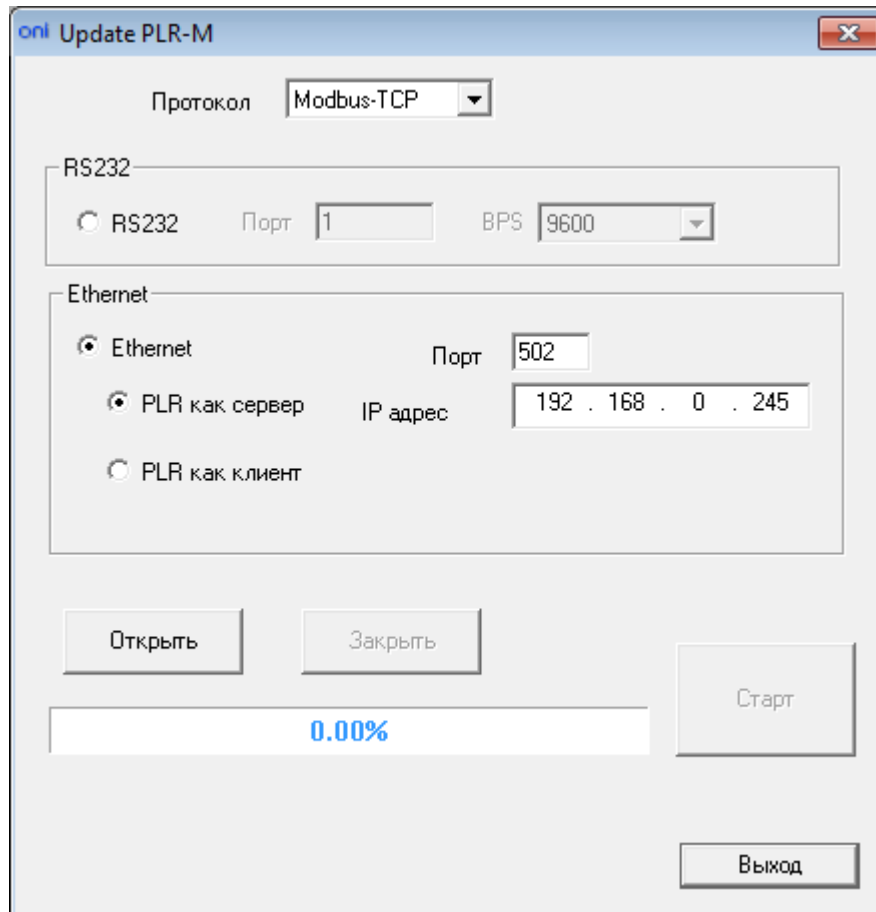 oni Update PLR-M
Протокол Modbus-TCP
RS232
RS232 Порт 1 BPS 9600
Ethernet
Ethernet Порт 502
PLR как сервер IP адрес 192 . 168 . 0 . 245
PLR как клиент
Открыть Закрыть
Старт
0.00%
Выход